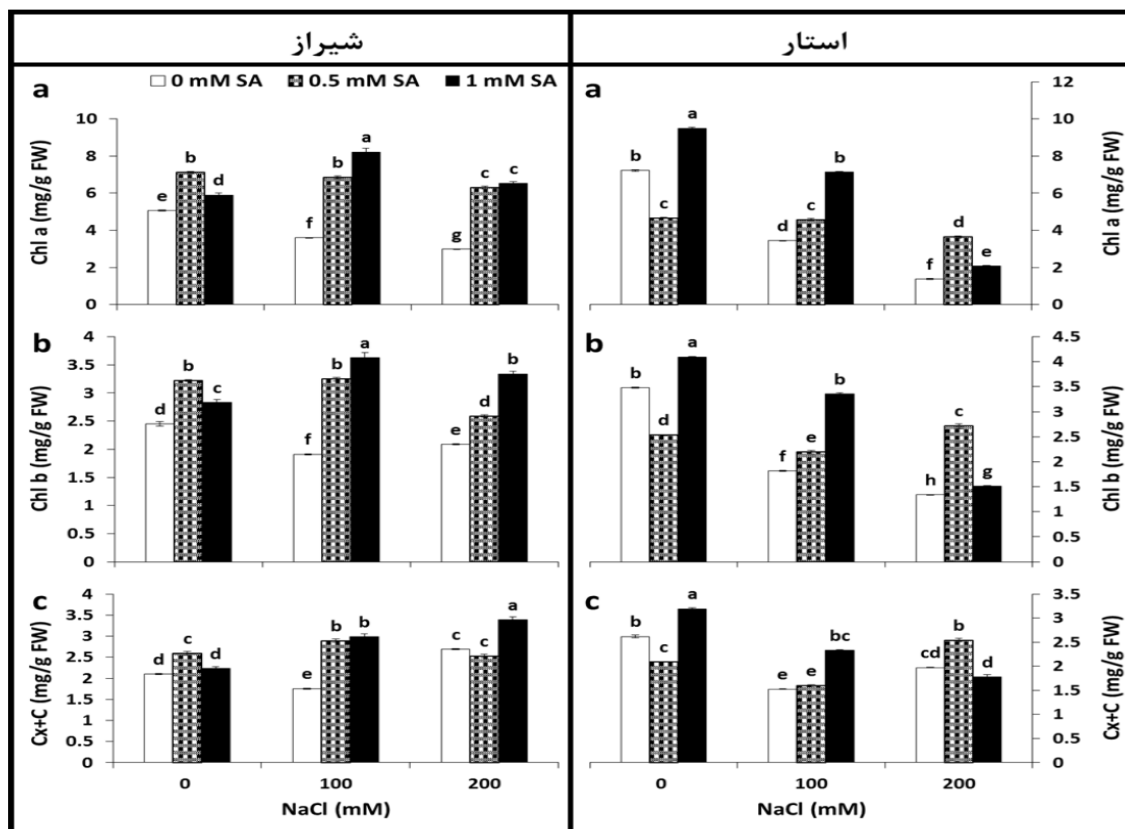 شیراز
استار
a
0 mM SA 0.5 mM SA 1 mM SA
Chl a (mg/g FW)
10
8
6
4
2
0
e b d
f b a
g c c
a
Chl a (mg/g FW)
12
10
8
6
4
2
0
b c a
d c b
f d e
b
Chl b (mg/g FW)
4
3.5
3
2.5
2
1.5
1
0.5
0
d b c
f b a
e d b
b
Chl b (mg/g FW)
4.5
4
3.5
3
2.5
2
1.5
1
0.5
0
b d a
f e b
h c g
c
Cx+C (mg/g FW)
4
3.5
3
2.5
2
1.5
1
0.5
0
d c d
e b b
c c a
0 100 200
NaCl (mM)
c
Cx+C (mg/g FW)
3.5
3
2.5
2
1.5
1
0.5
0
b c a
e e bc
cd b d
0 100 200
NaCl (mM)